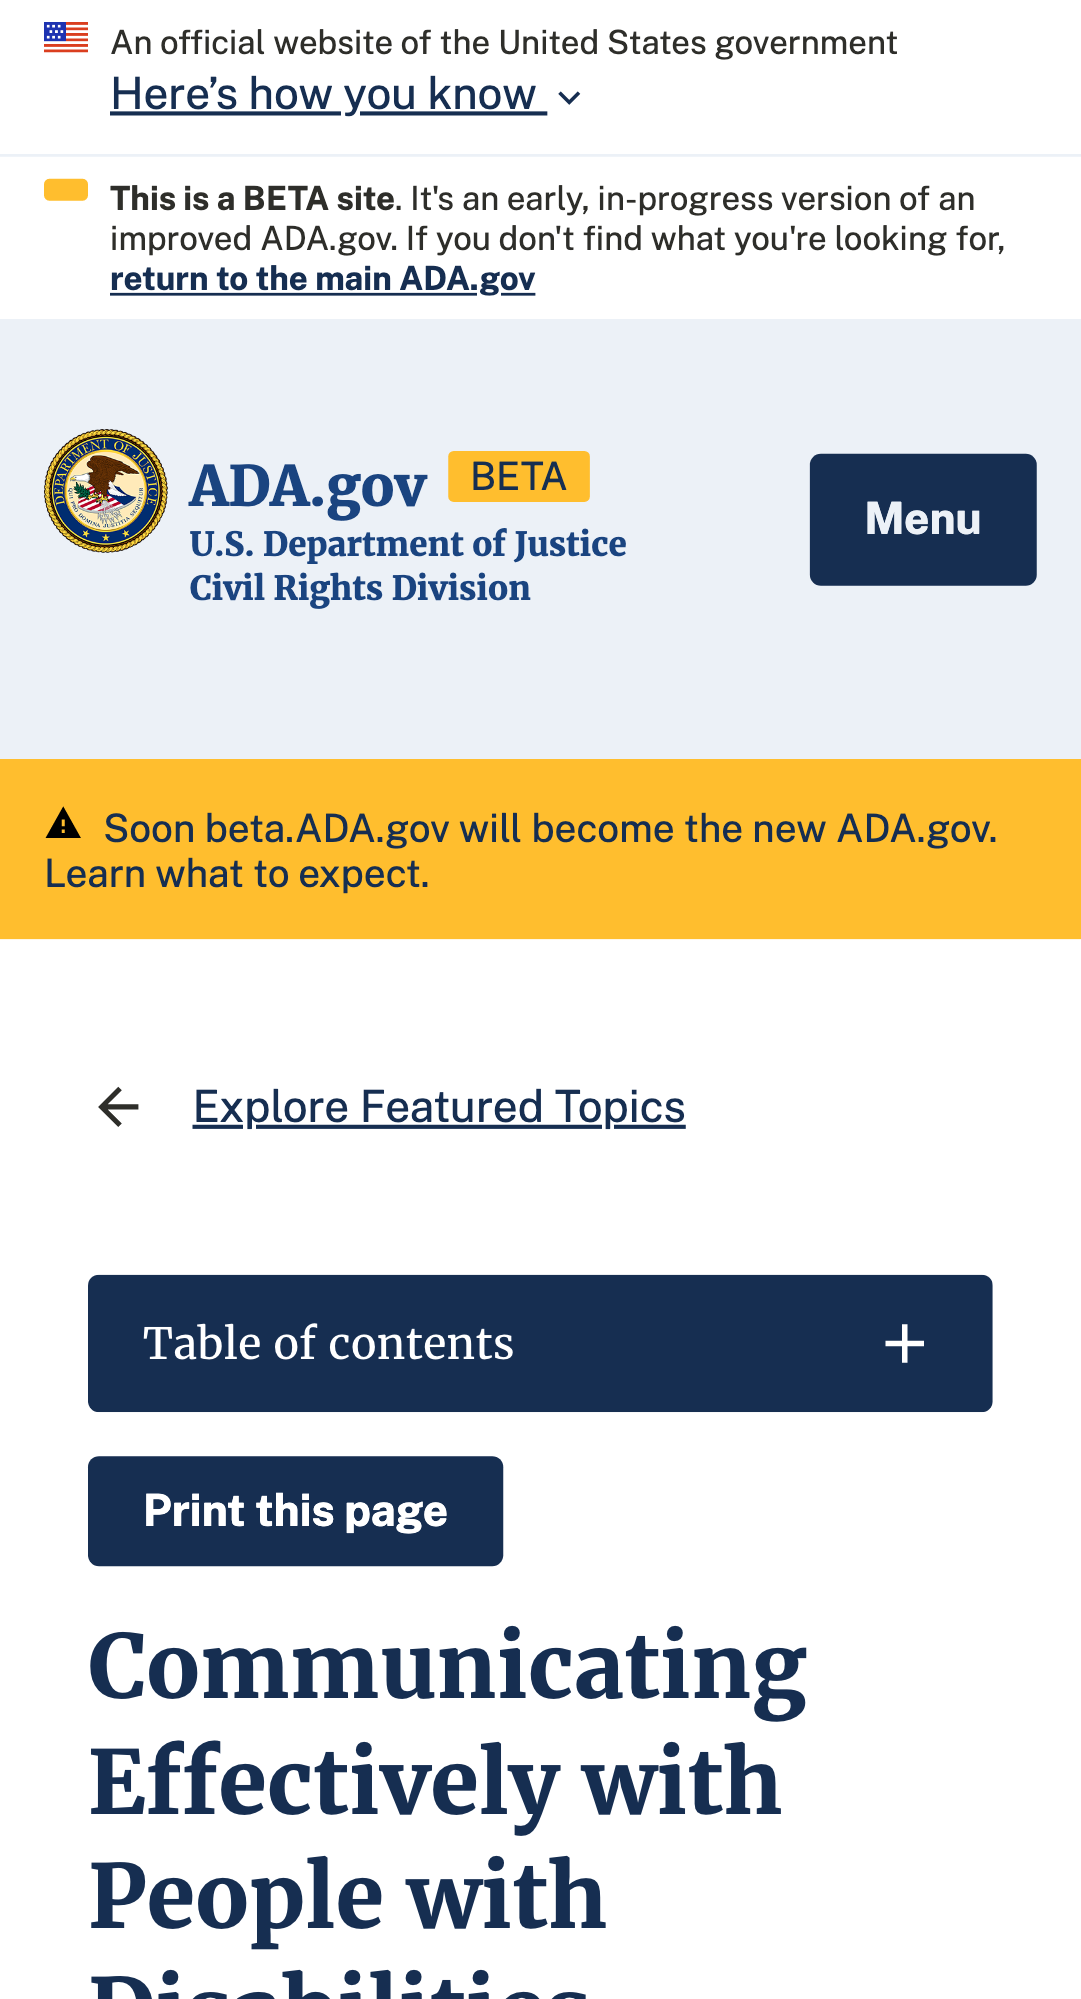 An official website of the United States government
Here’s how you know
This is a BETA site. It's an early, in-progress version of an
improved ADA.gov. If you don't find what you're looking for,
return to the main ADA.gov
DEPARTMENT OF JUSTICE
ADA.gov BETA
U.S. Department of Justice
Civil Rights Division
Menu
Soon beta.ADA.gov will become the new ADA.gov.
Learn what to expect.
Explore Featured Topics
Table of contents
Print this page
Communicating
Effectively with
People with
Disabilities